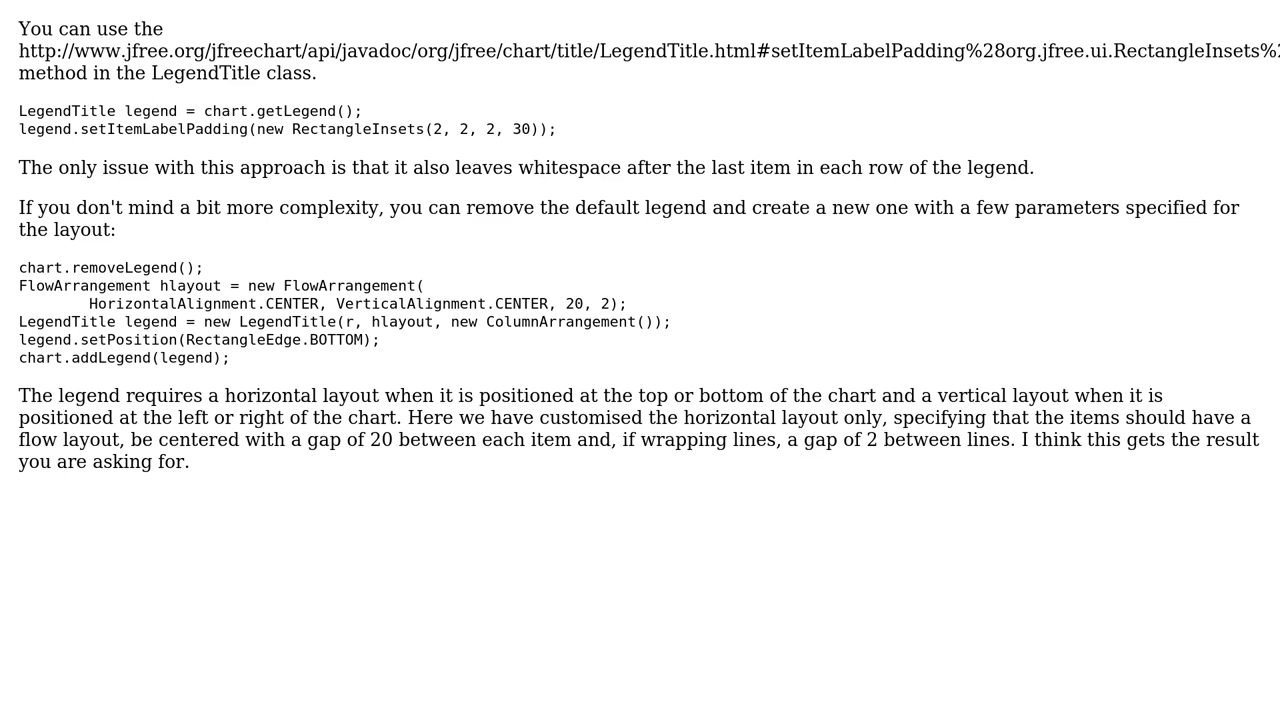 You can use the
http://www.jfree.org/jfreechart/api/javadoc/org/jfree/chart/title/LegendTitle.html#setItemLabelPadding%28org.jfree.ui.RectangleInsets%2
method in the LegendTitle class.
LegendTitle legend = chart.getLegend();
legend.setItemLabelPadding(new RectangleInsets(2, 2, 2, 30));
The only issue with this approach is that it also leaves whitespace after the last item in each row of the legend.
If you don't mind a bit more complexity, you can remove the default legend and create a new one with a few parameters specified for
the layout:
chart.removeLegend();
FlowArrangement hlayout = new FlowArrangement(
        HorizontalAlignment.CENTER, VerticalAlignment.CENTER, 20, 2);
LegendTitle legend = new LegendTitle(r, hlayout, new ColumnArrangement());
legend.setPosition(RectangleEdge.BOTTOM);
chart.addLegend(legend);
The legend requires a horizontal layout when it is positioned at the top or bottom of the chart and a vertical layout when it is
positioned at the left or right of the chart. Here we have customised the horizontal layout only, specifying that the items should have a
flow layout, be centered with a gap of 20 between each item and, if wrapping lines, a gap of 2 between lines. I think this gets the result
you are asking for.